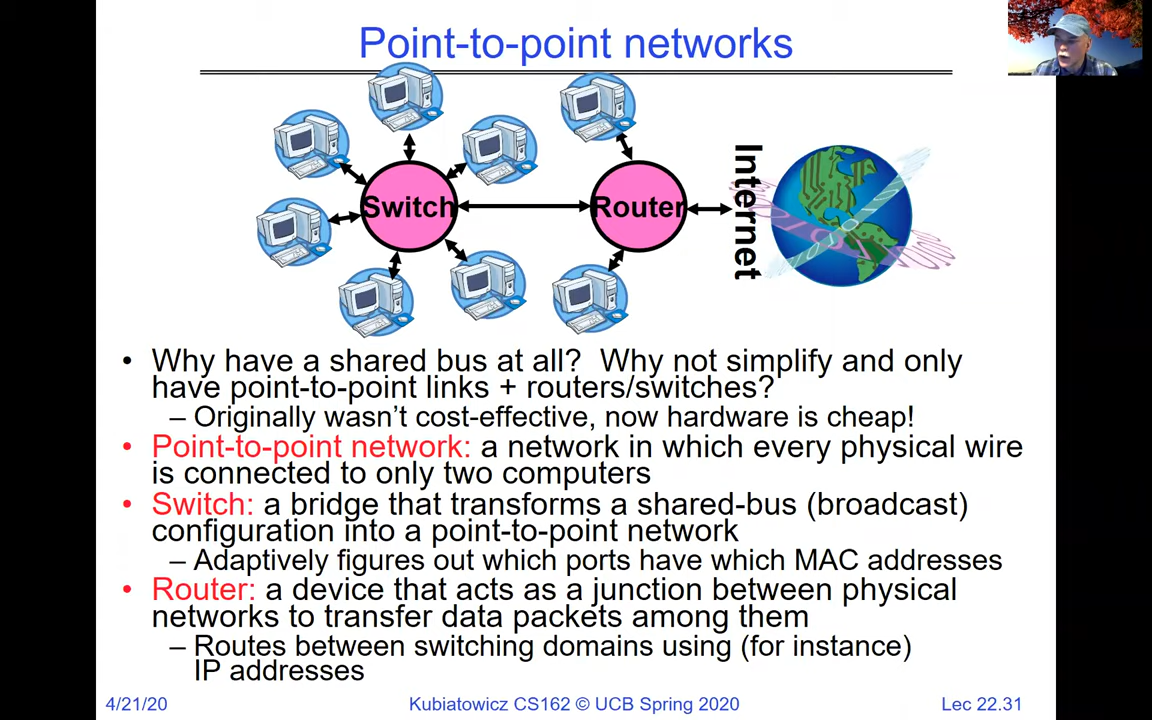 Point-to-point networks
Switch
Router
Internet
• Why have a shared bus at all? Why not simplify and only
have point-to-point links + routers/switches?
– Originally wasn't cost-effective, now hardware is cheap!
• Point-to-point network: a network in which every physical wire
is connected to only two computers
• Switch: a bridge that transforms a shared-bus (broadcast)
configuration into a point-to-point network
– Adaptively figures out which ports have which MAC addresses
• Router: a device that acts as a junction between physical
networks to transfer data packets among them
– Routes between switching domains using (for instance)
IP addresses
4/21/20
Kubiatowicz CS162 © UCB Spring 2020
Lec 22.31